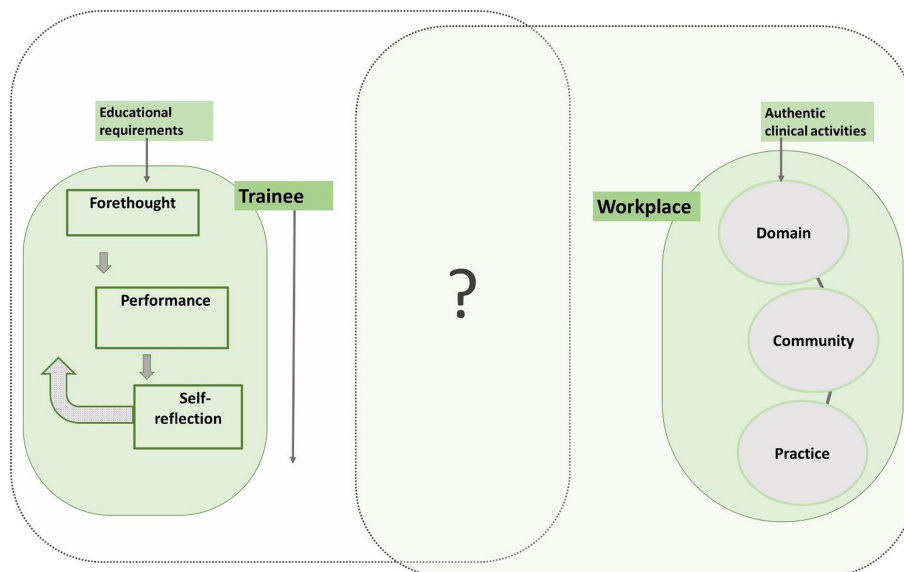 Educational
requirements
Forethought
Performance
Self-
reflection
Trainee
?
Workplace
Authentic
clinical activities
Domain
Community
Practice